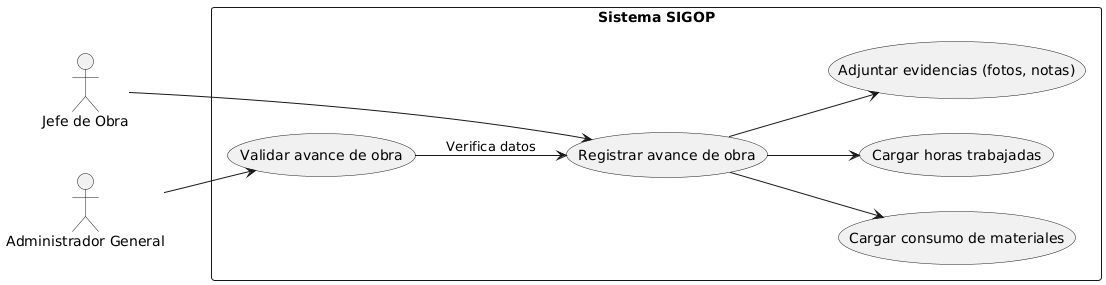 Sistema SIGOP
Adjuntar evidencias (fotos, notas)
Jefe de Obra
Validar avance de obra
Verifica datos
Registrar avance de obra
Cargar horas trabajadas
Administrador General
Cargar consumo de materiales